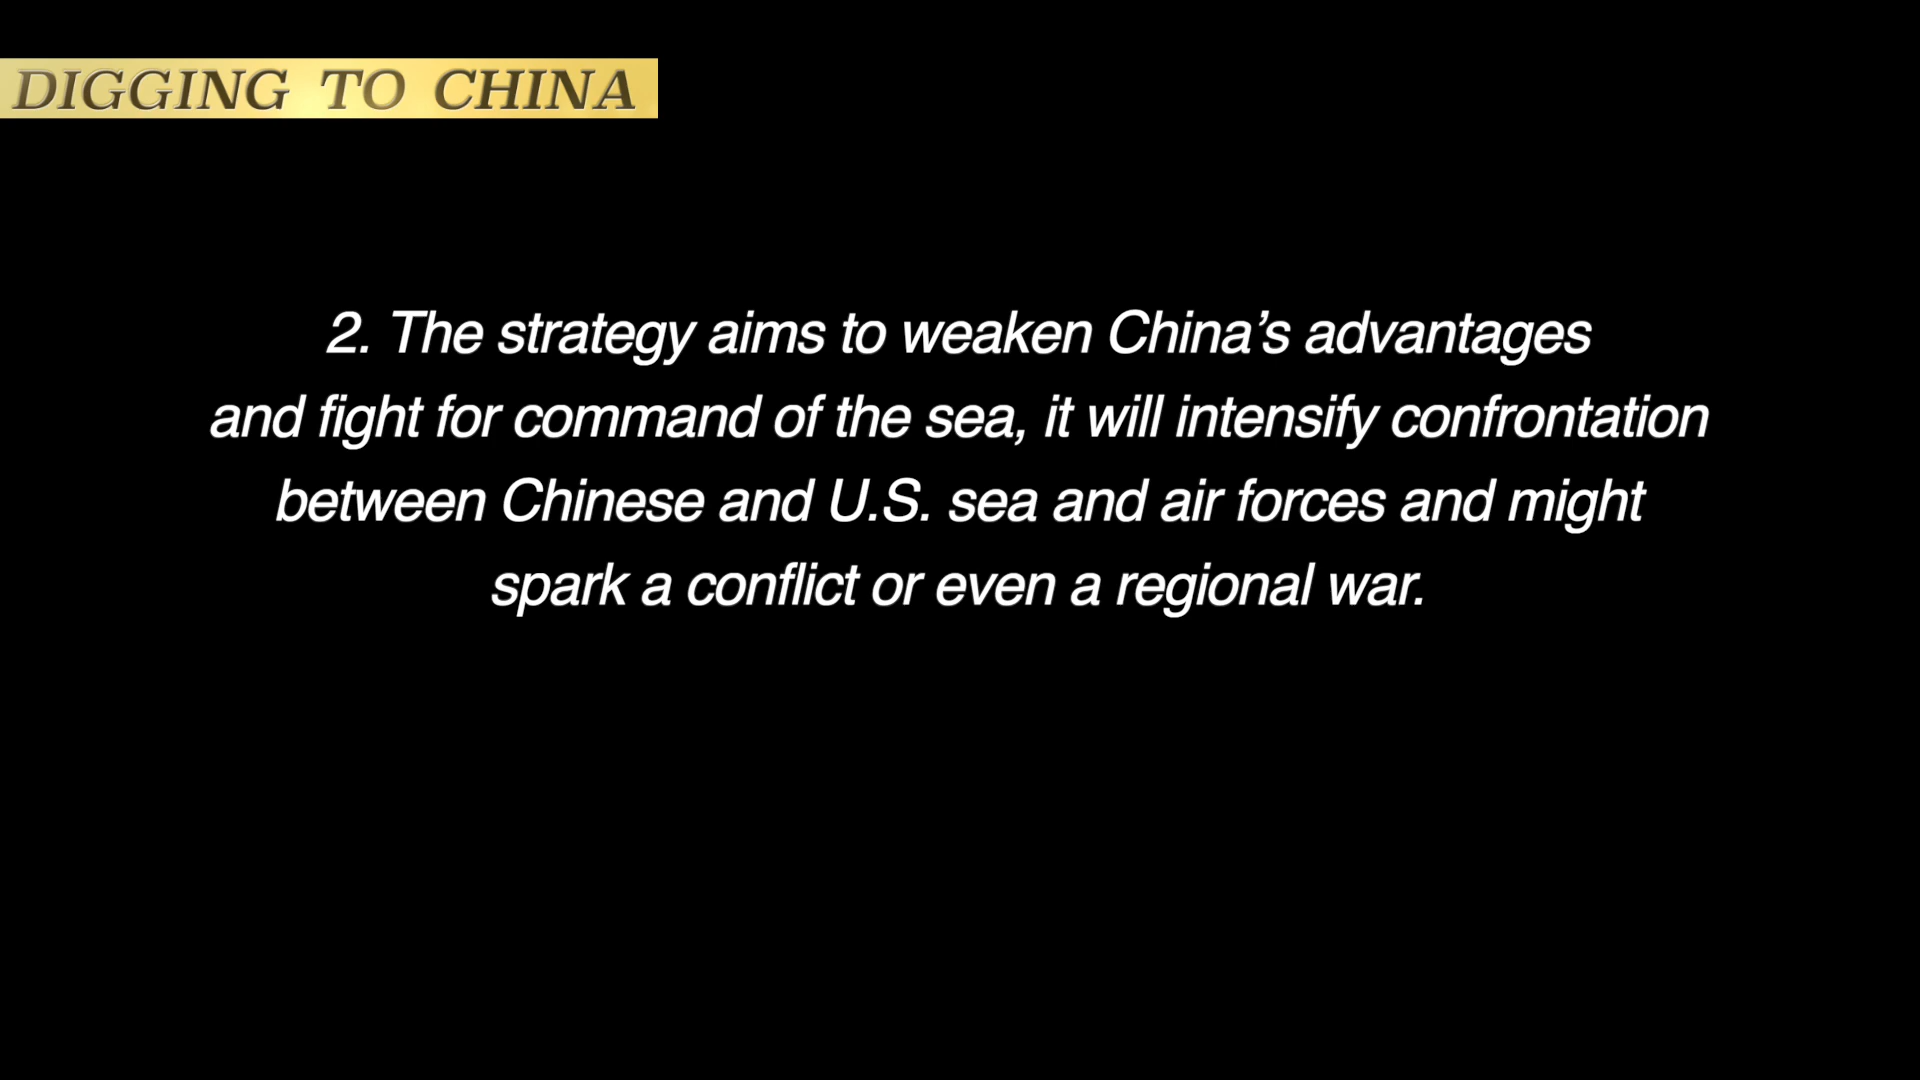 DIGGING TO CHINA
2. The strategy aims to weaken China’s advantages
and fight for command of the sea, it will intensify confrontation
between Chinese and U.S. sea and air forces and might
spark a conflict or even a regional war.